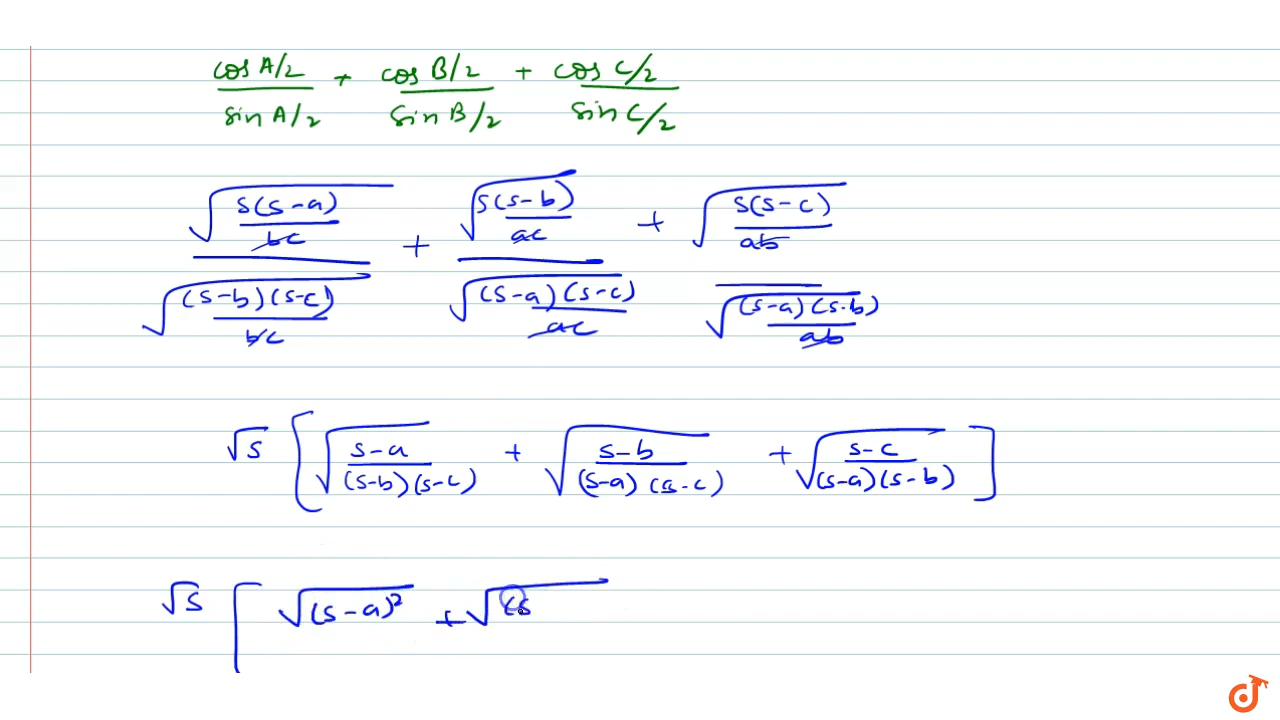 cos A/2 / sin A/2 + cos B/2 / sin B/2 + cos C/2 / sin C/2
√(s(s-a)/bc) / √((s-b)(s-c)/bc) + √(s(s-b)/ac) / √((s-a)(s-c)/ac) + √(s(s-c)/ab) / √((s-a)(s-b)/ab)
√s [ √((s-a)/(s-b)(s-c)) + √((s-b)/(s-a)(s-c)) + √((s-c)/(s-a)(s-b)) ]
√s [ √(s-a)² + √(s